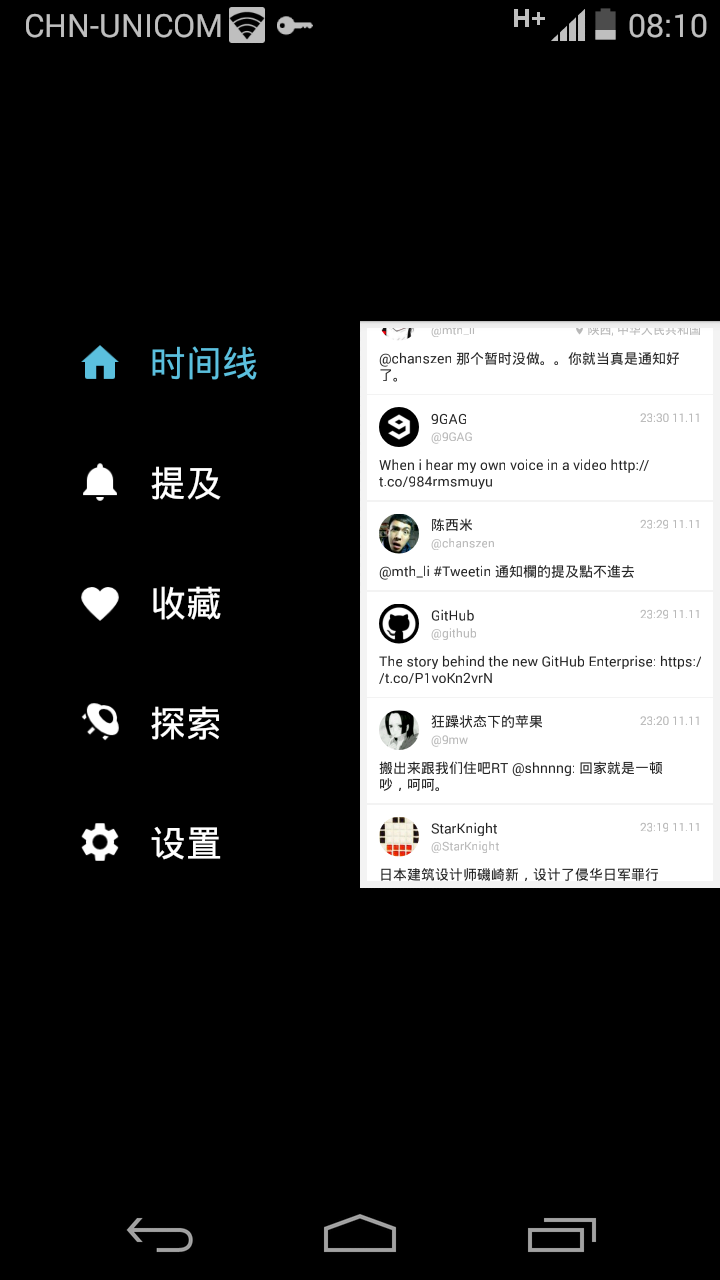 CHN-UNICOM
H+
08:10
时间线
提及
收藏
探索
设置
@mth_li
陕西, 中华人民共和国
@chanszen 那个暂时没做。。你就当真是通知好
了。
9GAG
23:30 11.11
@9GAG
When i hear my own voice in a video http://
t.co/984rmsmuyu
陈西米
23:29 11.11
@chanszen
@mth_li #Tweetin 通知欄的提及點不進去
GitHub
23:29 11.11
@github
The story behind the new GitHub Enterprise: https:/
/t.co/P1voKn2vrN
狂躁状态下的苹果
23:20 11.11
@9mw
搬出来跟我们住吧RT @shnnng: 回家就是一顿
吵，呵呵。
StarKnight
23:19 11.11
@StarKnight
日本建筑设计师磯崎新，设计了侵华日军罪行